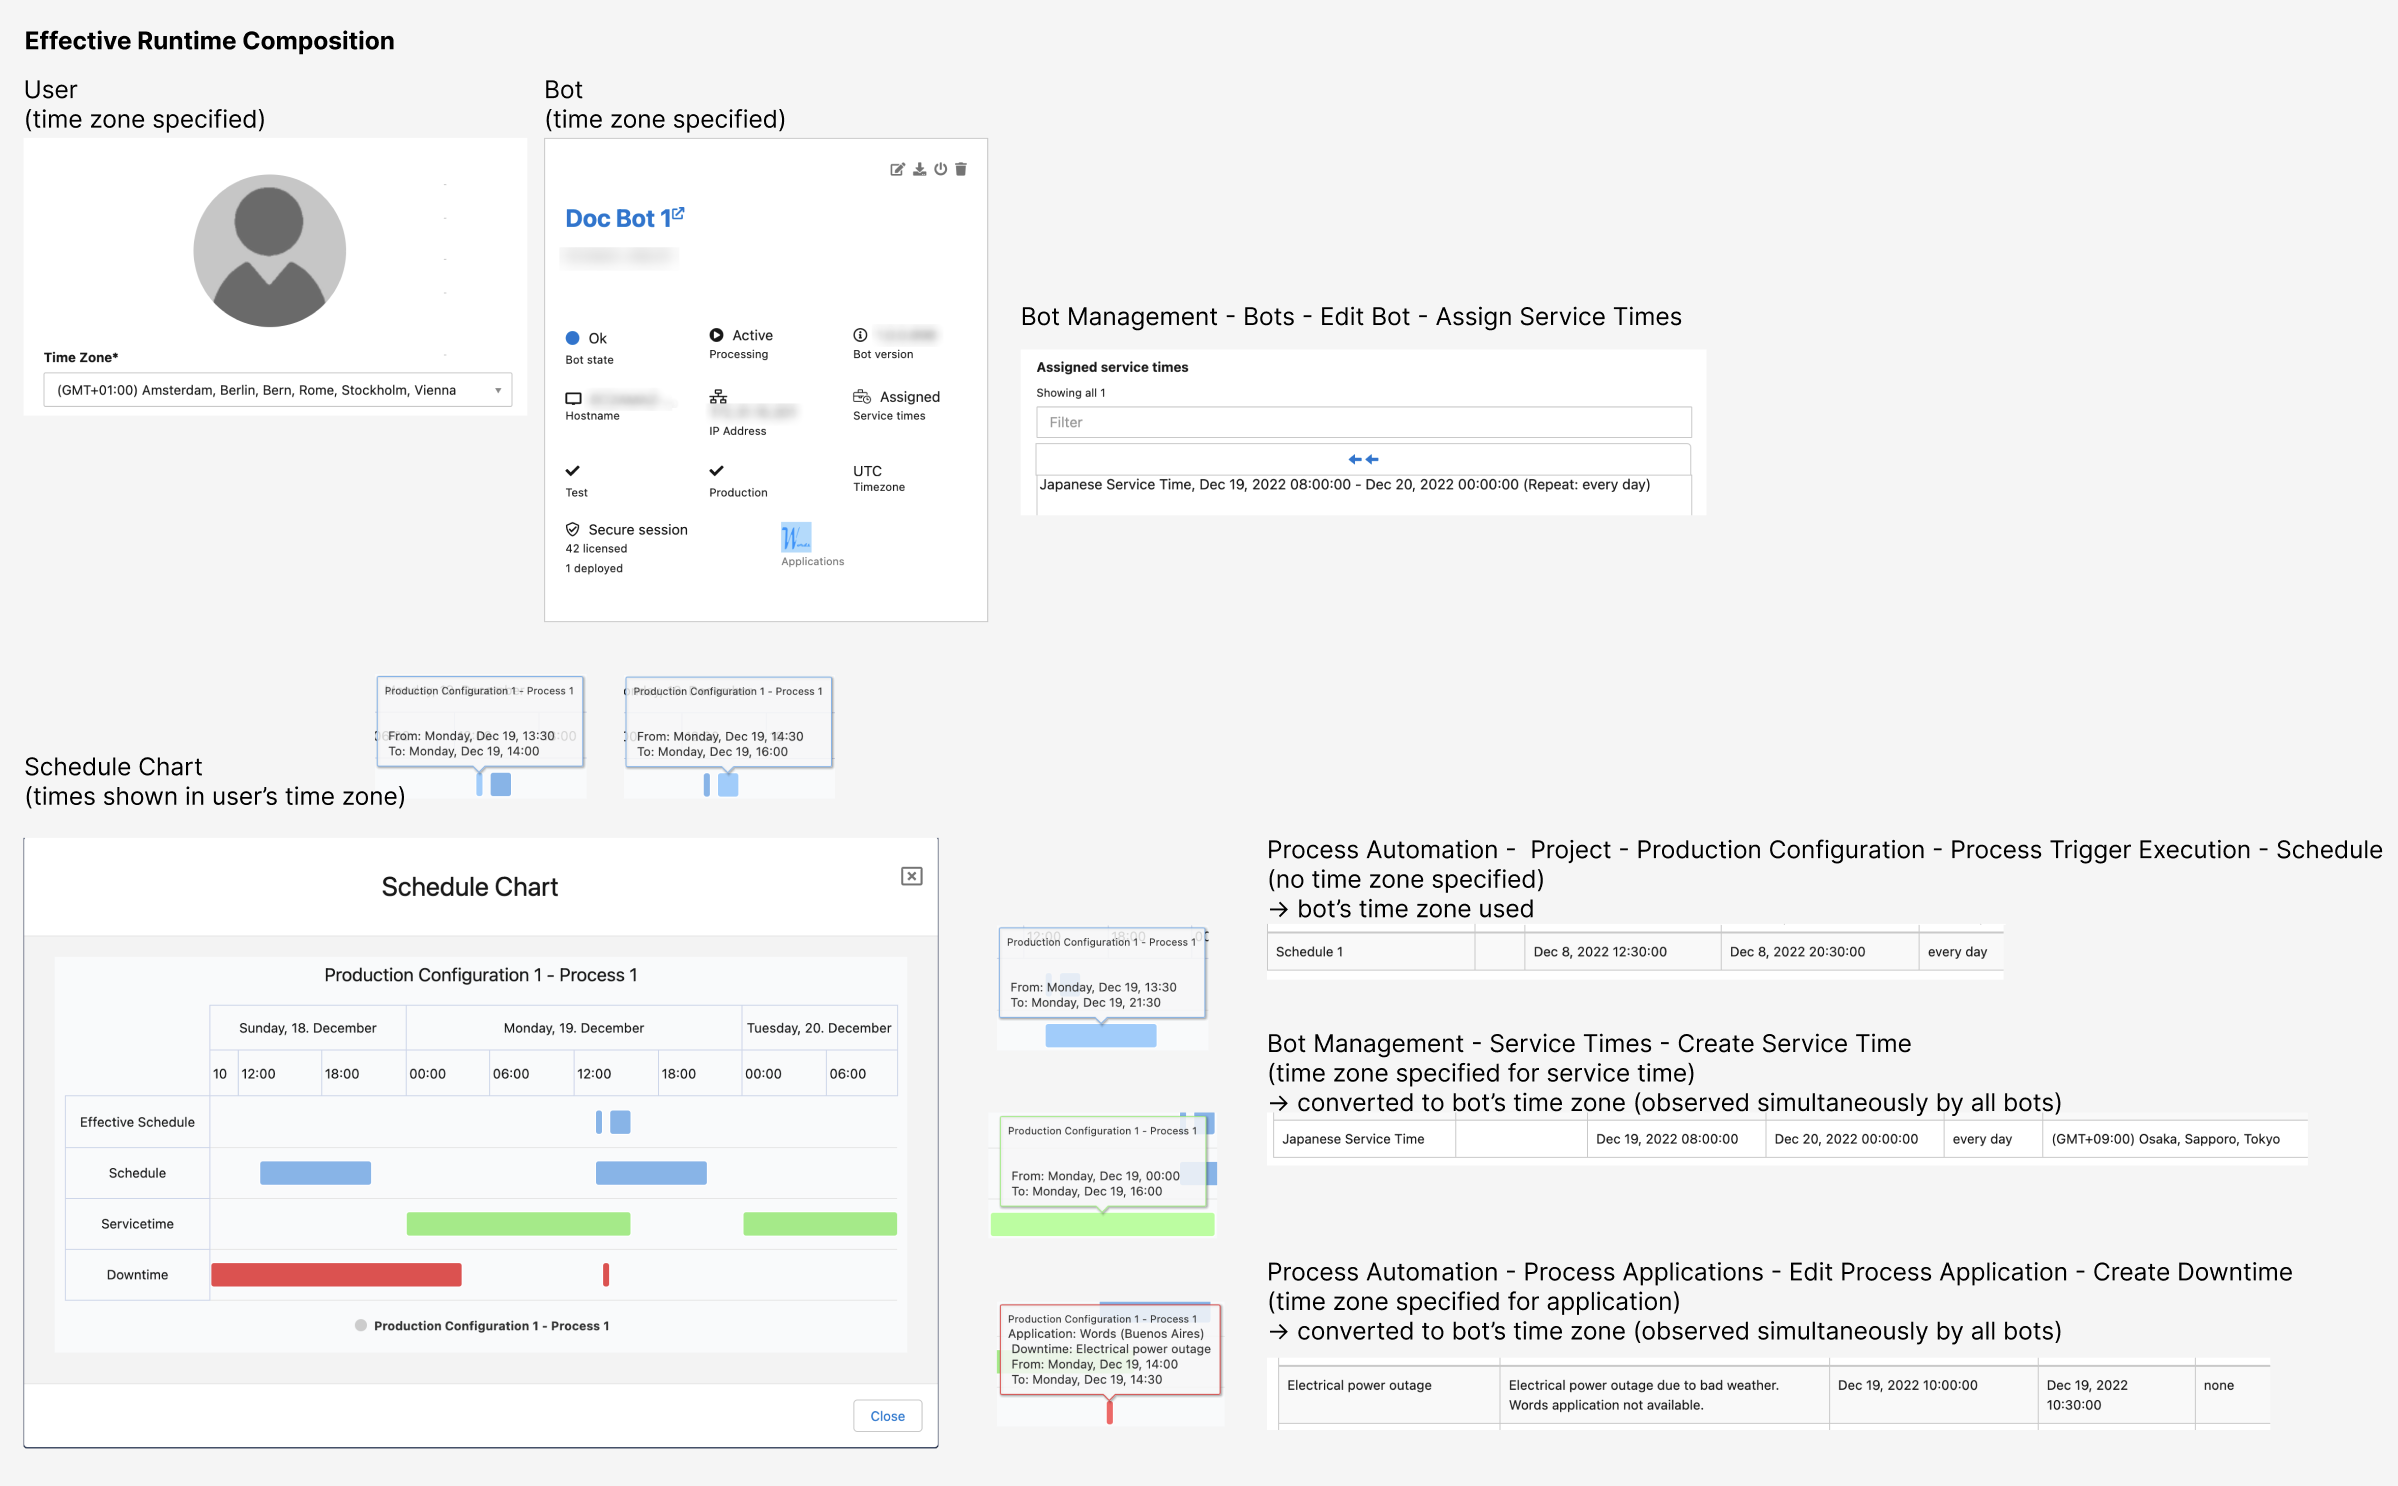 Effective Runtime Composition
User
(time zone specified)
Time Zone*
(GMT+01:00) Amsterdam, Berlin, Bern, Rome, Stockholm, Vienna
Bot
(time zone specified)
Doc Bot 1
Ok
Bot state
Active
Processing
Bot version
Hostname
IP Address
Assigned
Service times
Test
Production
UTC
Timezone
Secure session
42 licensed
1 deployed
Applications
Bot Management - Bots - Edit Bot - Assign Service Times
Assigned service times
Showing all 1
Filter
Japanese Service Time, Dec 19, 2022 08:00:00 - Dec 20, 2022 00:00:00 (Repeat: every day)
Production Configuration 1 - Process 1
From: Monday, Dec 19, 13:30
To: Monday, Dec 19, 14:00
Production Configuration 1 - Process 1
From: Monday, Dec 19, 14:30
To: Monday, Dec 19, 16:00
Schedule Chart
(times shown in user's time zone)
Schedule Chart
Production Configuration 1 - Process 1
Sunday, 18. December Monday, 19. December Tuesday, 20. December
10 12:00 18:00 00:00 06:00 12:00 18:00 00:00 06:00
Effective Schedule
Schedule
Servicetime
Downtime
Production Configuration 1 - Process 1
Close
12:00 18:00
Production Configuration 1 - Process 1
From: Monday, Dec 19, 13:30
To: Monday, Dec 19, 21:30
Production Configuration 1 - Process 1
From: Monday, Dec 19, 00:00
To: Monday, Dec 19, 16:00
Production Configuration 1 - Process 1
Application: Words (Buenos Aires)
Downtime: Electrical power outage
From: Monday, Dec 19, 14:00
To: Monday, Dec 19, 14:30
Process Automation - Project - Production Configuration - Process Trigger Execution - Schedule
(no time zone specified)
→ bot's time zone used
Schedule 1 Dec 8, 2022 12:30:00 Dec 8, 2022 20:30:00 every day
Bot Management - Service Times - Create Service Time
(time zone specified for service time)
→ converted to bot's time zone (observed simultaneously by all bots)
Japanese Service Time Dec 19, 2022 08:00:00 Dec 20, 2022 00:00:00 every day (GMT+09:00) Osaka, Sapporo, Tokyo
Process Automation - Process Applications - Edit Process Application - Create Downtime
(time zone specified for application)
→ converted to bot's time zone (observed simultaneously by all bots)
Electrical power outage Electrical power outage due to bad weather. Dec 19, 2022 10:00:00 Dec 19, 2022 none
Words application not available. 10:30:00